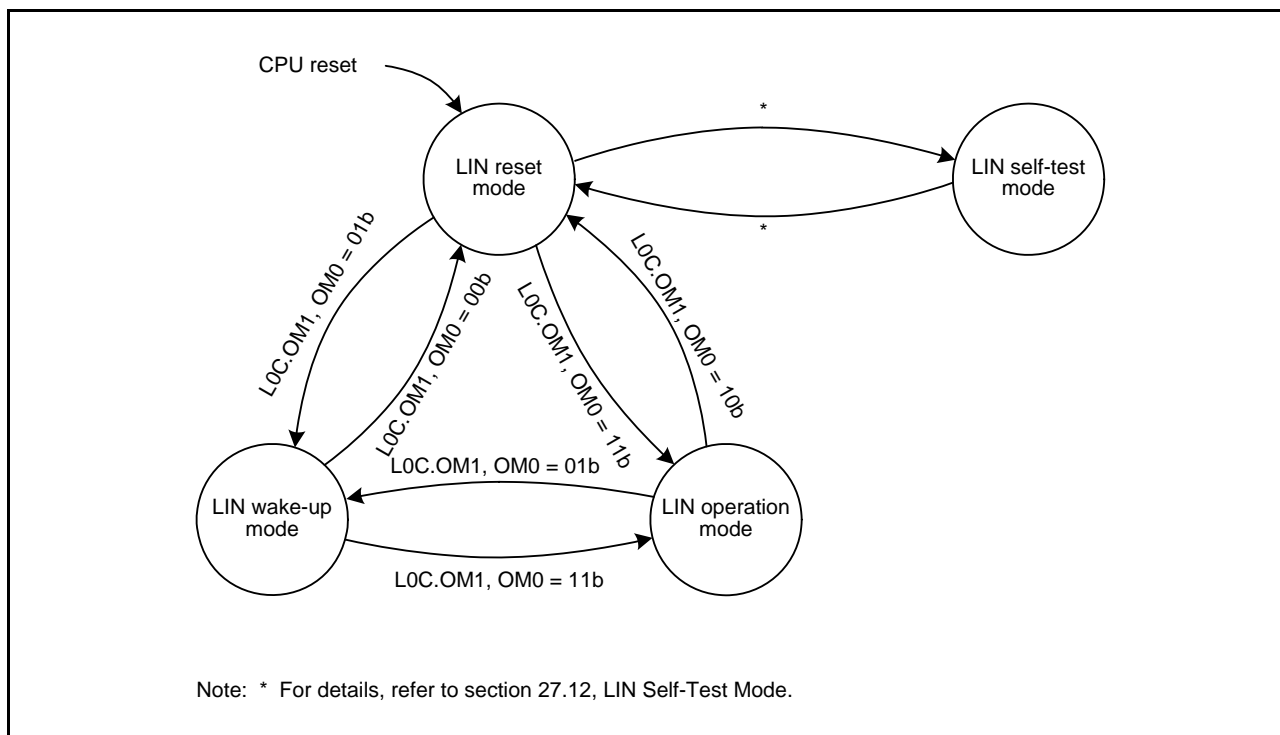 CPU reset
*
LIN reset
mode
LIN self-test
mode
*
L0C.OM1, OM0 = 01b
L0C.OM1, OM0 = 00b
L0C.OM1, OM0 = 11b
L0C.OM1, OM0 = 10b
L0C.OM1, OM0 = 01b
LIN wake-up
mode
LIN operation
mode
L0C.OM1, OM0 = 11b
Note: * For details, refer to section 27.12, LIN Self-Test Mode.